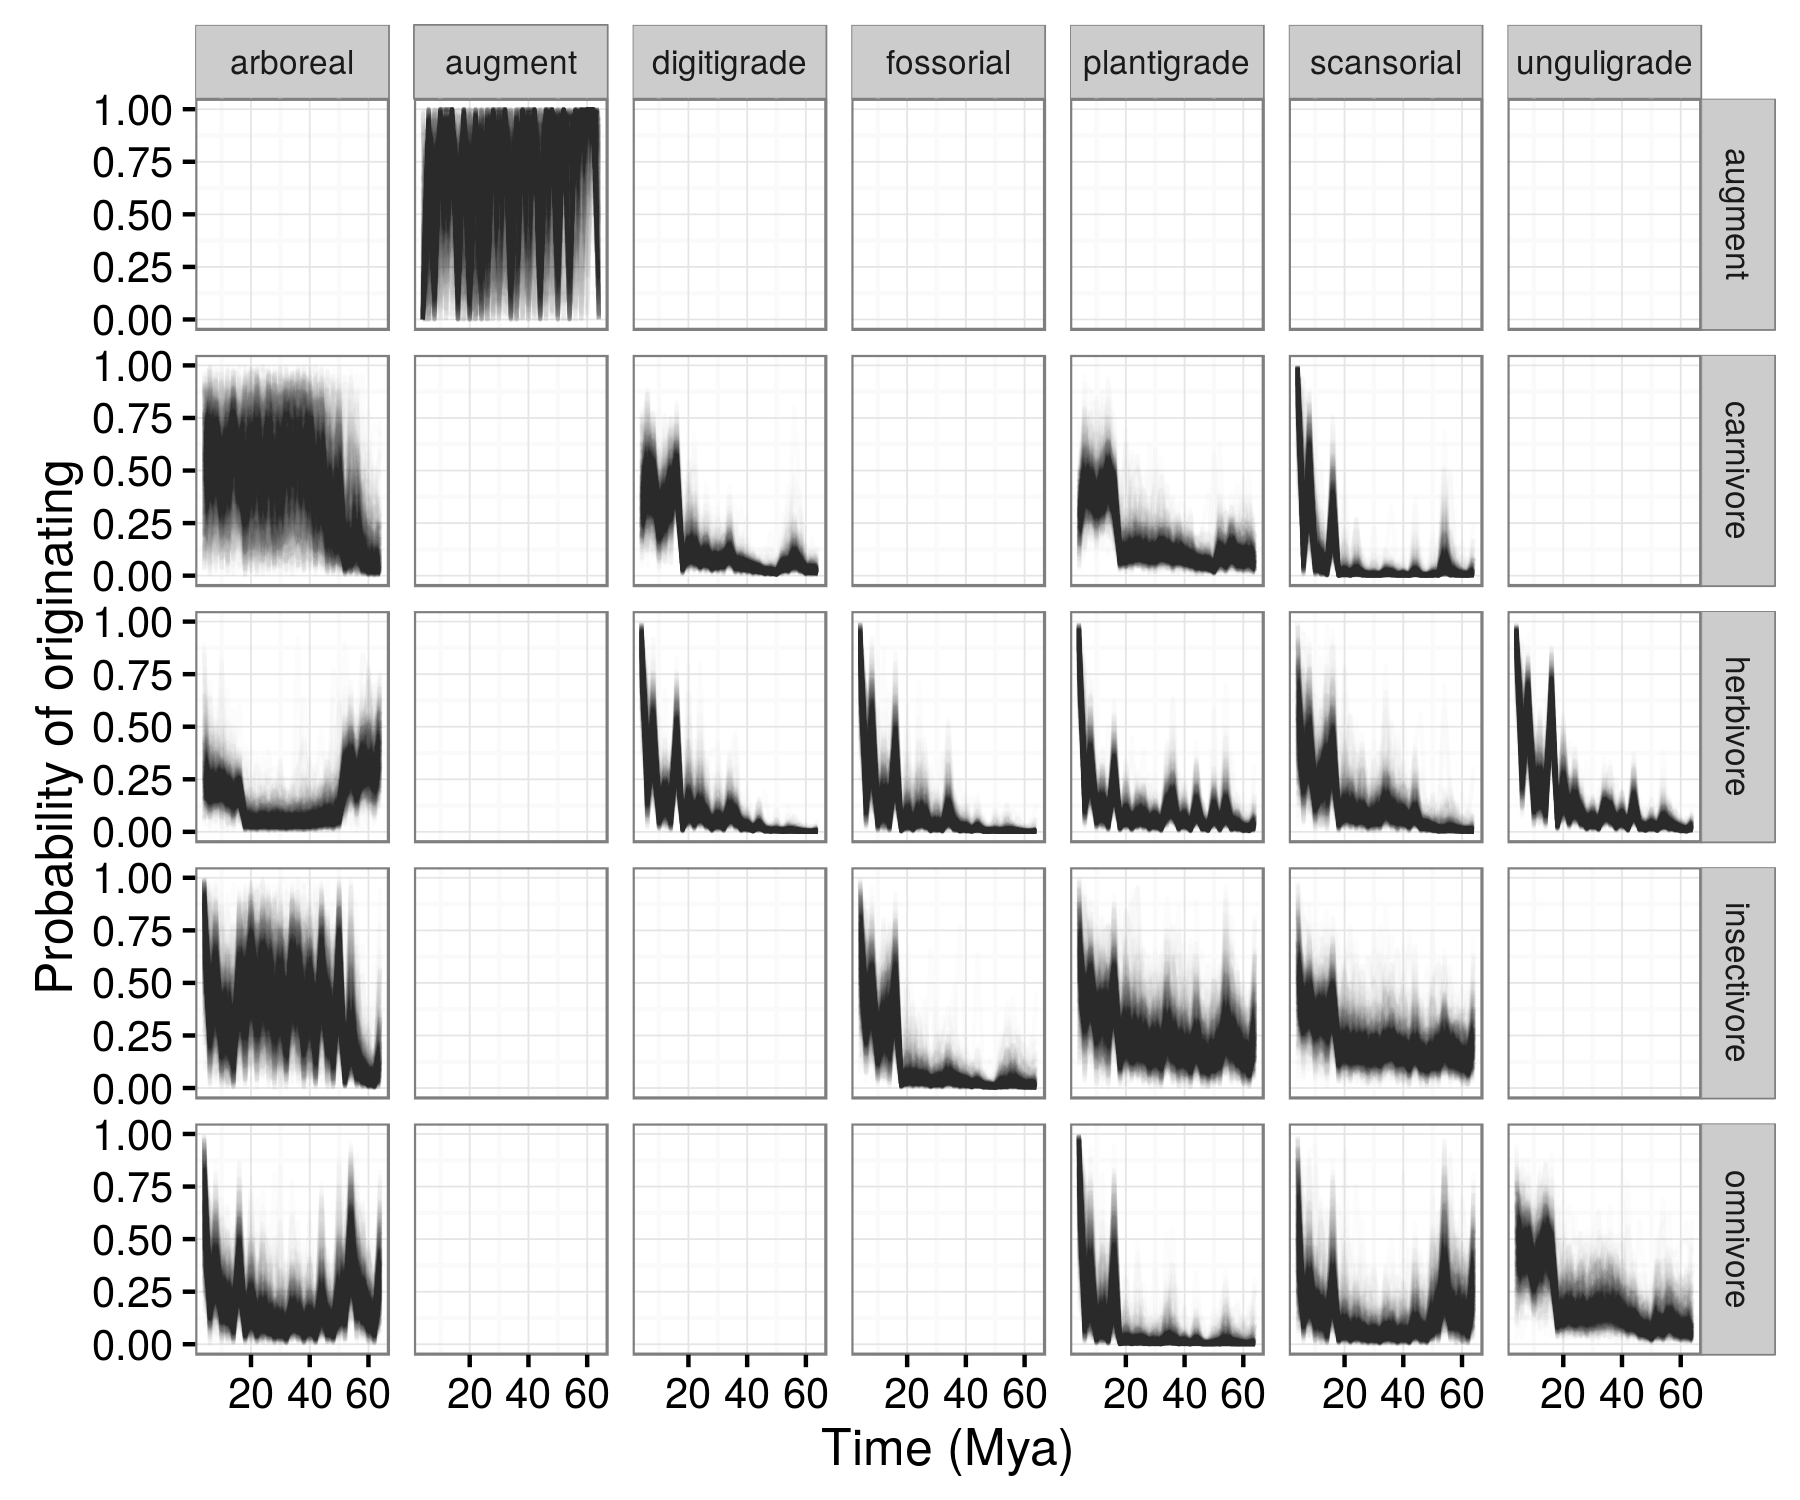 arboreal augment digitigrade fossorial plantigrade scansorial unguligrade
1.00
0.75
0.50
0.25
0.00
augment
1.00
0.75
0.50
0.25
0.00
carnivore
1.00
0.75
0.50
0.25
0.00
herbivore
1.00
0.75
0.50
0.25
0.00
insectivore
1.00
0.75
0.50
0.25
0.00
omnivore
Probability of originating
20 40 60 20 40 60 20 40 60 20 40 60 20 40 60 20 40 60 20 40 60
Time (Mya)